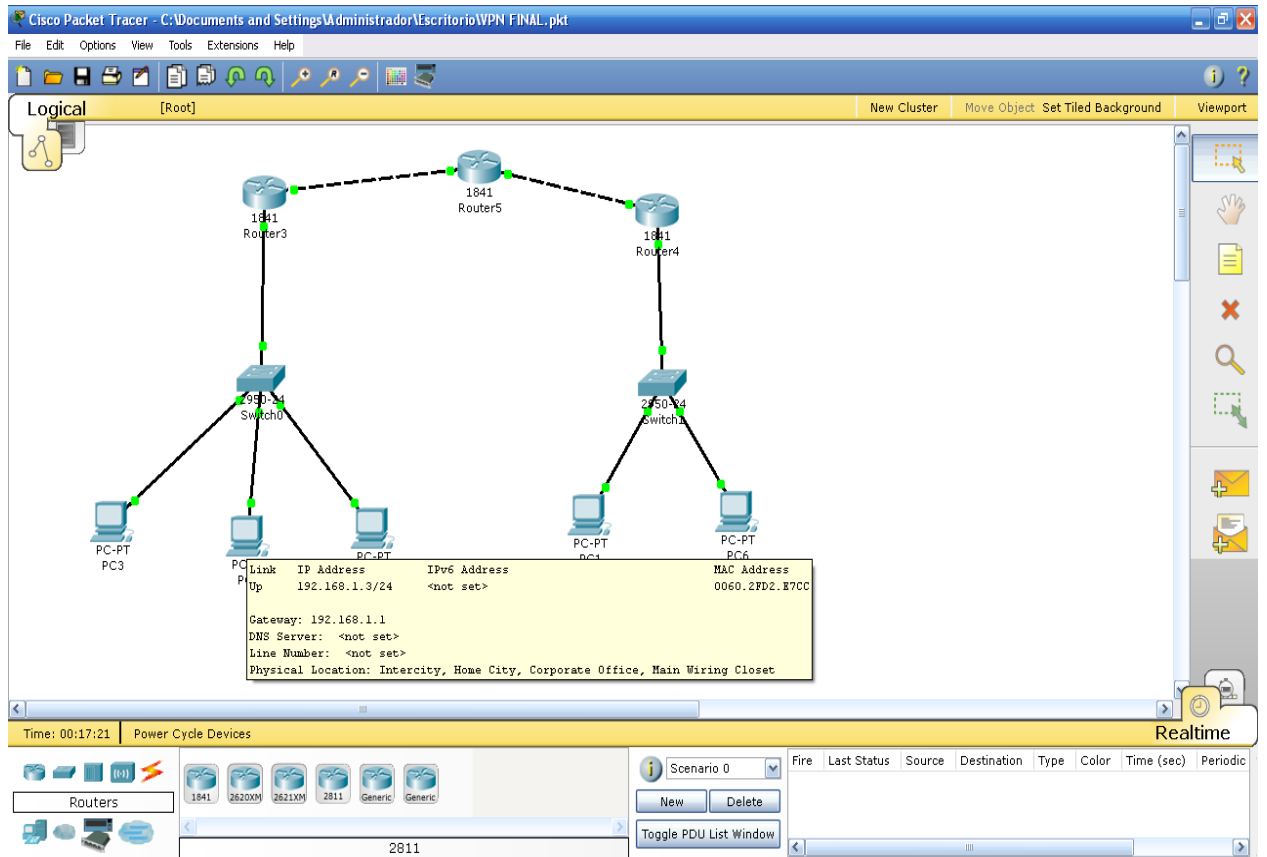 Cisco Packet Tracer - C:\Documents and Settings\Administrador\Escritorio\VPN FINAL.pkt
File Edit Options View Tools Extensions Help
Logical [Root] New Cluster Move Object Set Tiled Background Viewport
1841
Router5
1841
Router3
1841
Router4
2950-24
Switch0
2950-24
Switch1
PC-PT
PC3
PC-PT
PC-PT
PC1
PC-PT
PC6
Link IP Address IPv6 Address MAC Address
Up 192.168.1.3/24 <not set> 0060.2FD2.E7CC
Gateway: 192.168.1.1
DNS Server: <not set>
Line Number: <not set>
Physical Location: Intercity, Home City, Corporate Office, Main Wiring Closet
Time: 00:17:21 Power Cycle Devices Realtime
Routers
1841 2620XM 2621XM 2811 Generic Generic
2811
Scenario 0
New Delete
Toggle PDU List Window
Fire Last Status Source Destination Type Color Time (sec) Periodic